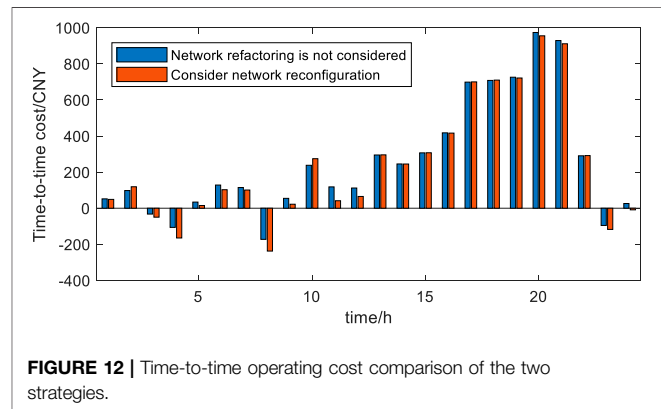 1000
800
600
400
200
0
-200
-400
Time-to-time cost/CNY
Network refactoring is not considered
Consider network reconfiguration
5
10
15
20
time/h
FIGURE 12 | Time-to-time operating cost comparison of the two
strategies.